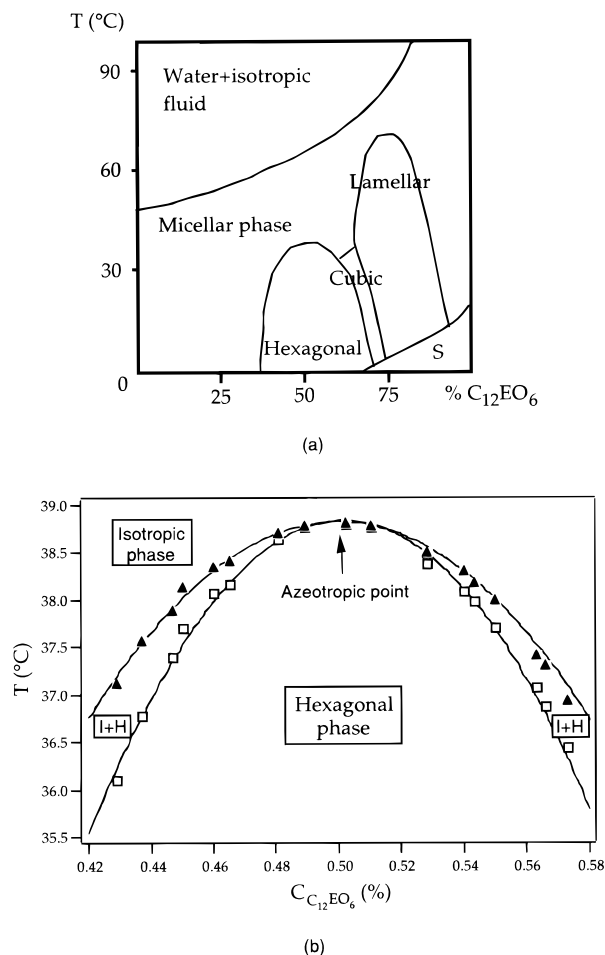 T (°C)
90
60
30
0
Water+isotropic
fluid
Lamellar
Micellar phase
Cubic
Hexagonal
S
25
50
75
% C₁₂EO₆
(a)
39.0
38.5
38.0
37.5
37.0
36.5
36.0
35.5
T (°C)
Isotropic
phase
Azeotropic point
Hexagonal
phase
I+H
I+H
0.42
0.44
0.46
0.48
0.50
0.52
0.54
0.56
0.58
C C₁₂EO₆ (%)
(b)